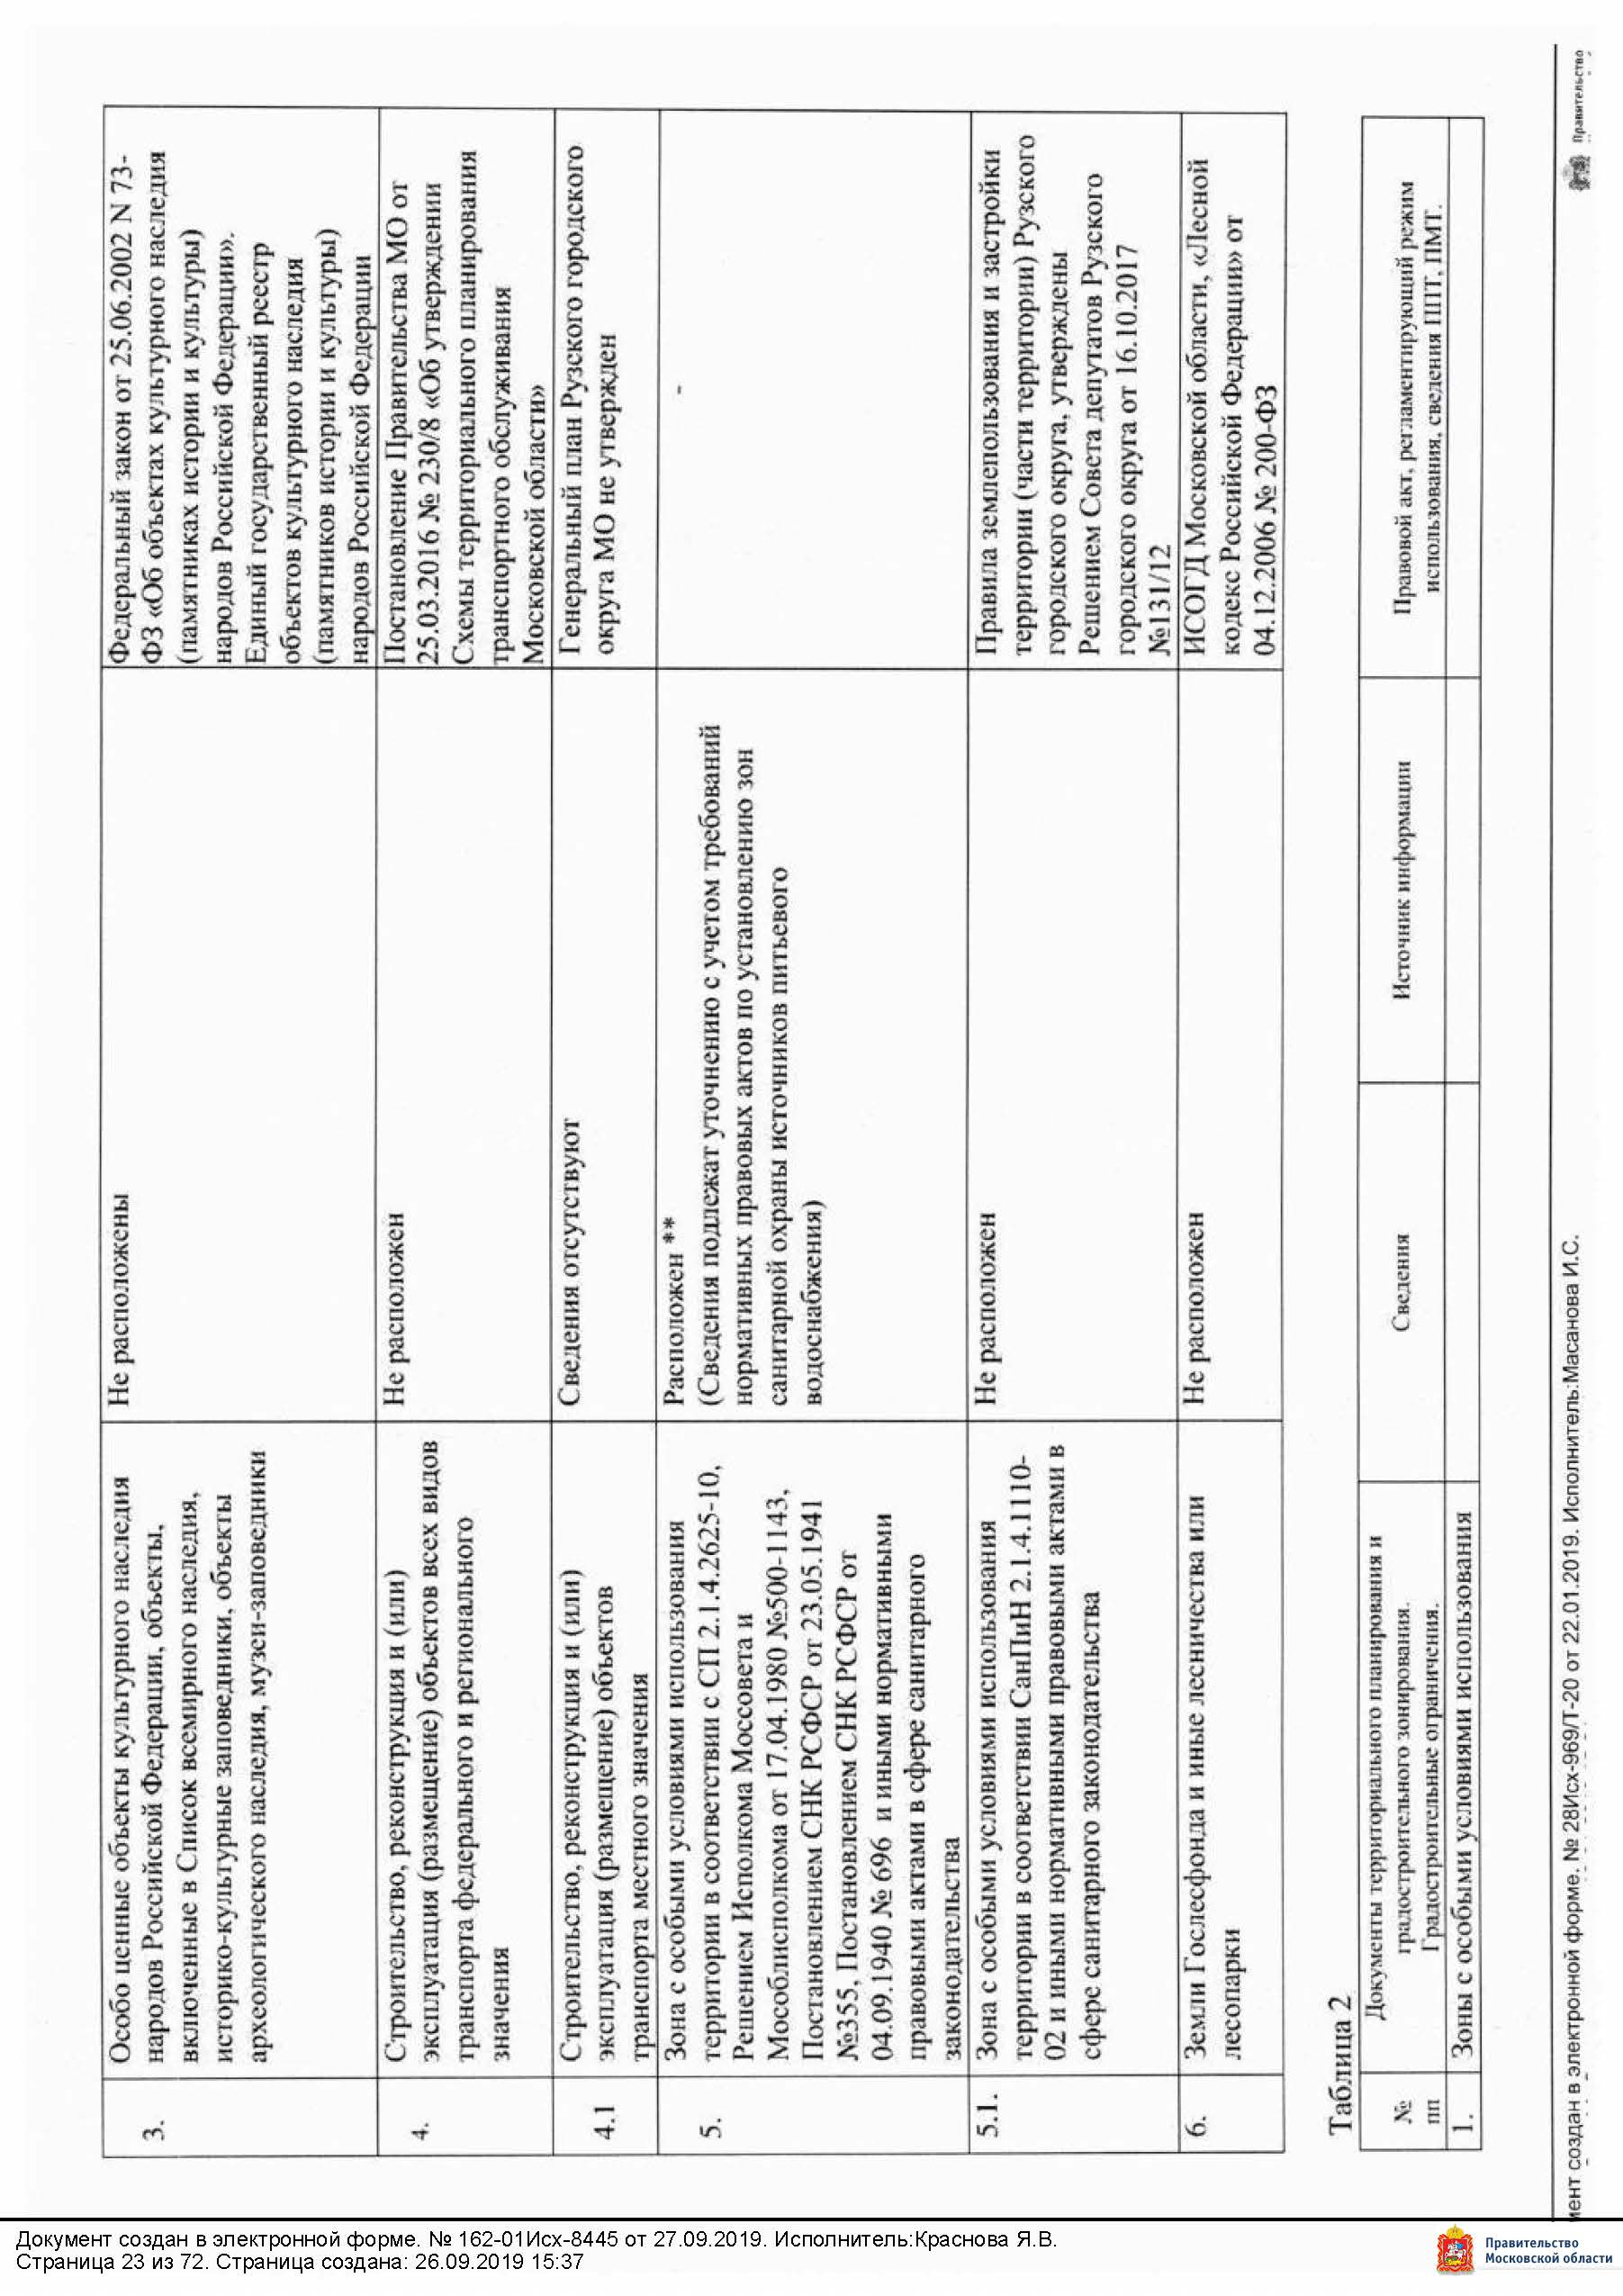 3.
Особо ценные объекты культурного наследия
народов Российской Федерации, объекты,
включенные в Список всемирного наследия,
историко-культурные заповедники, объекты
археологического наследия, музеи-заповедники
Не расположены
Федеральный закон от 25.06.2002 N 73-
ФЗ «Об объектах культурного наследия
(памятниках истории и культуры)
народов Российской Федерации».
Единый государственный реестр
объектов культурного наследия
(памятников истории и культуры)
народов Российской Федерации
4.
Строительство, реконструкция и (или)
эксплуатация (размещение) объектов всех видов
транспорта федерального и регионального
значения
Не расположен
Постановление Правительства МО от
25.03.2016 № 230/8 «Об утверждении
Схемы территориального планирования
транспортного обслуживания
Московской области»
4.1
Строительство, реконструкция и (или)
эксплуатация (размещение) объектов
транспорта местного значения
Сведения отсутствуют
Генеральный план Рузского городского
округа МО не утвержден
5.
Зона с особыми условиями использования
территории в соответствии с СП 2.1.4.2625-10,
Решением Исполкома Моссовета и
Мособлисполкома от 17.04.1980 №500-1143,
Постановлением СНК РСФСР от 23.05.1941
№355, Постановлением СНК РСФСР от
04.09.1940 № 696 и иными нормативными
правовыми актами в сфере санитарного
законодательства
Расположен **
(Сведения подлежат уточнению с учетом требований
нормативных правовых актов по установлению зон
санитарной охраны источников питьевого
водоснабжения)
-
5.1.
Зона с особыми условиями использования
территории в соответствии СанПиН 2.1.4.1110-
02 и иными нормативными правовыми актами в
сфере санитарного законодательства
Не расположен
Правила землепользования и застройки
территории (части территории) Рузского
городского округа, утверждены
Решением Совета депутатов Рузского
городского округа от 16.10.2017
№131/12
6.
Земли Гослесфонда и иные лесничества или
лесопарки
Не расположен
ИСОГД Московской области, «Лесной
кодекс Российской Федерации» от
04.12.2006 № 200-ФЗ
Таблица 2
№
пп
Документы территориального планирования и
градостроительного зонирования.
Градостроительные ограничения.
Сведения
Источник информации
Правовой акт, регламентирующий режим
использования, сведения ППТ, ПМТ.
1.
Зоны с особыми условиями использования
мент создан в электронной форме. № 28Исх-969/Т-20 от 22.01.2019. Исполнитель:Масанова И.С.
Правительство
Документ создан в электронной форме. № 162-01Исх-8445 от 27.09.2019. Исполнитель:Краснова Я.В.
Страница 23 из 72. Страница создана: 26.09.2019 15:37
Правительство
Московской области